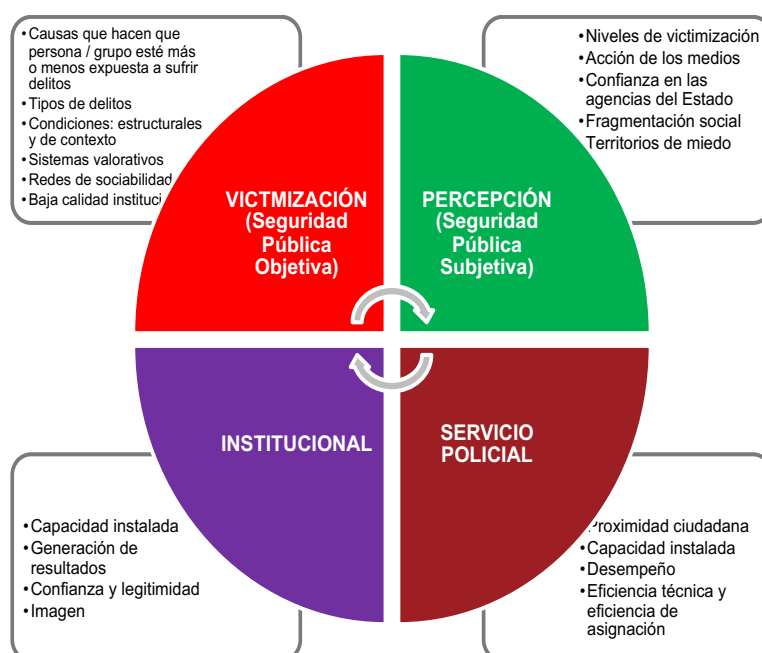 •Causas que hacen que
persona / grupo esté más
o menos expuesta a sufrir
delitos
•Tipos de delitos
•Condiciones: estructurales
y de contexto
•Sistemas valorativos
•Redes de sociabilidad
•Baja calidad instituci
•Niveles de victimización
•Acción de los medios
•Confianza en las
agencias del Estado
•Fragmentación social
Territorios de miedo
VICTMIZACIÓN
(Seguridad
Pública
Objetiva)
PERCEPCIÓN
(Seguridad
Pública
Subjetiva)
INSTITUCIONAL
SERVICIO
POLICIAL
•Capacidad instalada
•Generación de
resultados
•Confianza y legitimidad
•Imagen
Proximidad ciudadana
•Capacidad instalada
•Desempeño
•Eficiencia técnica y
eficiencia de
asignación